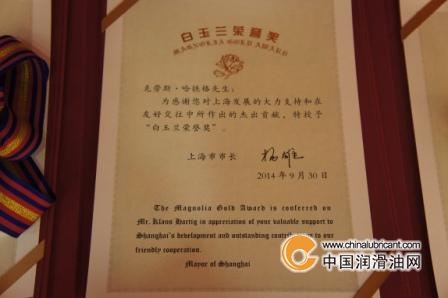 白玉兰荣誉奖
MAGNOLIA GOLD AWARD
克劳斯·哈铁格先生：
为感谢您对上海发展的大力支持和在
友好交往中所作出的杰出贡献，特授予
“白玉兰荣誉奖”。
上海市市长 杨雄
2014年9月30日
The Magnolia Gold Award is conferred on
Mr. Klaus Hartig in appreciation of your valuable support to
Shanghai's development and outstanding contribution to our
friendly cooperation.
Mayor of Shanghai
www.chinalubricant.com
中国润滑油网